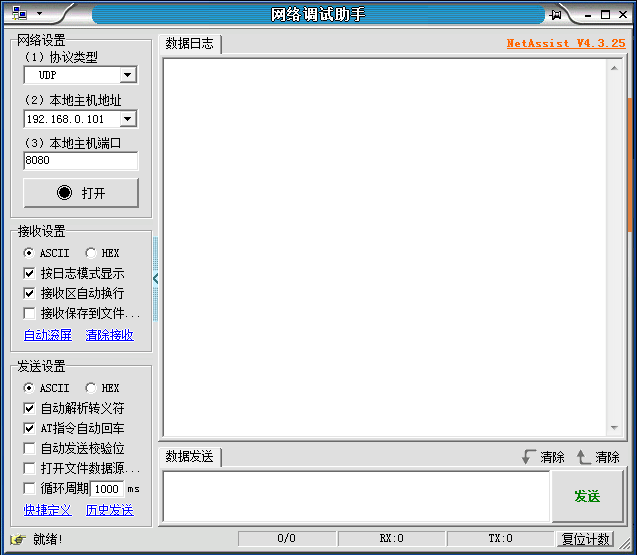 网络调试助手
网络设置
（1）协议类型
UDP
（2）本地主机地址
192.168.0.101
（3）本地主机端口
8080
打开
接收设置
ASCII HEX
按日志模式显示
接收区自动换行
接收保存到文件...
自动滚屏 清除接收
发送设置
ASCII HEX
自动解析转义符
AT指令自动回车
自动发送校验位
打开文件数据源...
循环周期 1000 ms
快捷定义 历史发送
数据日志 NetAssist V4.3.25
数据发送 清除 清除
发送
就绪! 0/0 RX:0 TX:0 复位计数